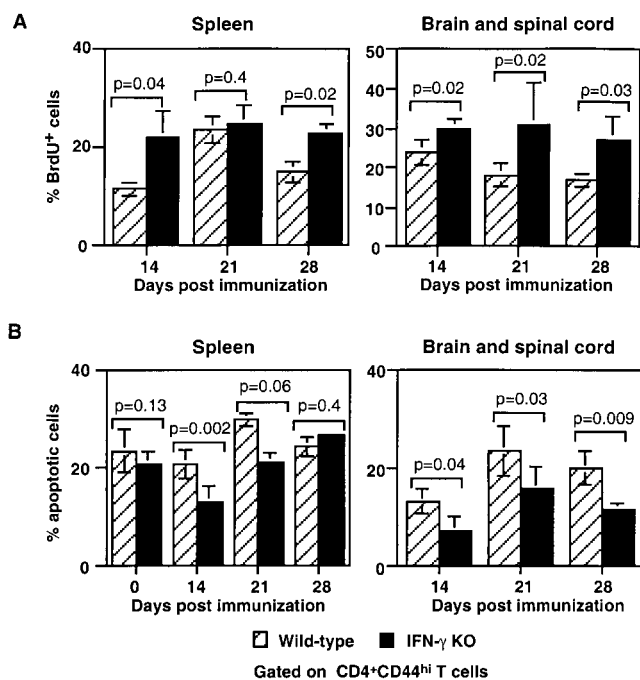 A
Spleen
Brain and spinal cord
% BrdU+ cells
40
20
0
p=0.04
p=0.4
p=0.02
14
21
28
Days post immunization
50
40
30
20
10
0
p=0.02
p=0.02
p=0.03
14
21
28
Days post immunization
B
Spleen
Brain and spinal cord
% apoptotic cells
40
20
0
p=0.13
p=0.002
p=0.06
p=0.4
0
14
21
28
Days post immunization
40
20
0
p=0.04
p=0.03
p=0.009
14
21
28
Days post immunization
Wild-type
IFN-γ KO
Gated on CD4+CD44hi T cells